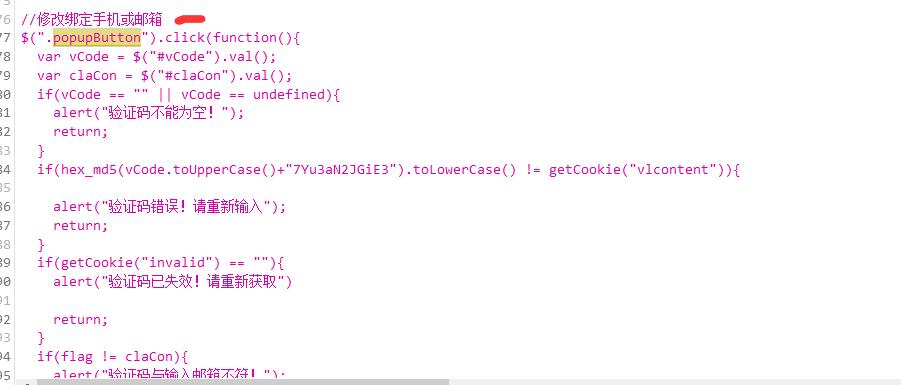 76 //修改绑定手机或邮箱
77 $(".popupButton").click(function(){
78 var vCode = $("#vCode").val();
79 var claCon = $("#claCon").val();
80 if(vCode == "" || vCode == undefined){
81 alert("验证码不能为空！");
82 return;
83 }
84 if(hex_md5(vCode.toUpperCase()+"7Yu3aN2JGiE3").toLowerCase() != getCookie("vlcontent")){
85
86 alert("验证码错误！请重新输入");
87 return;
88 }
89 if(getCookie("invalid") == ""){
90 alert("验证码已失效！请重新获取")
91
92 return;
93 }
94 if(flag != claCon){
95 alert("验证码与输入邮箱不符！");